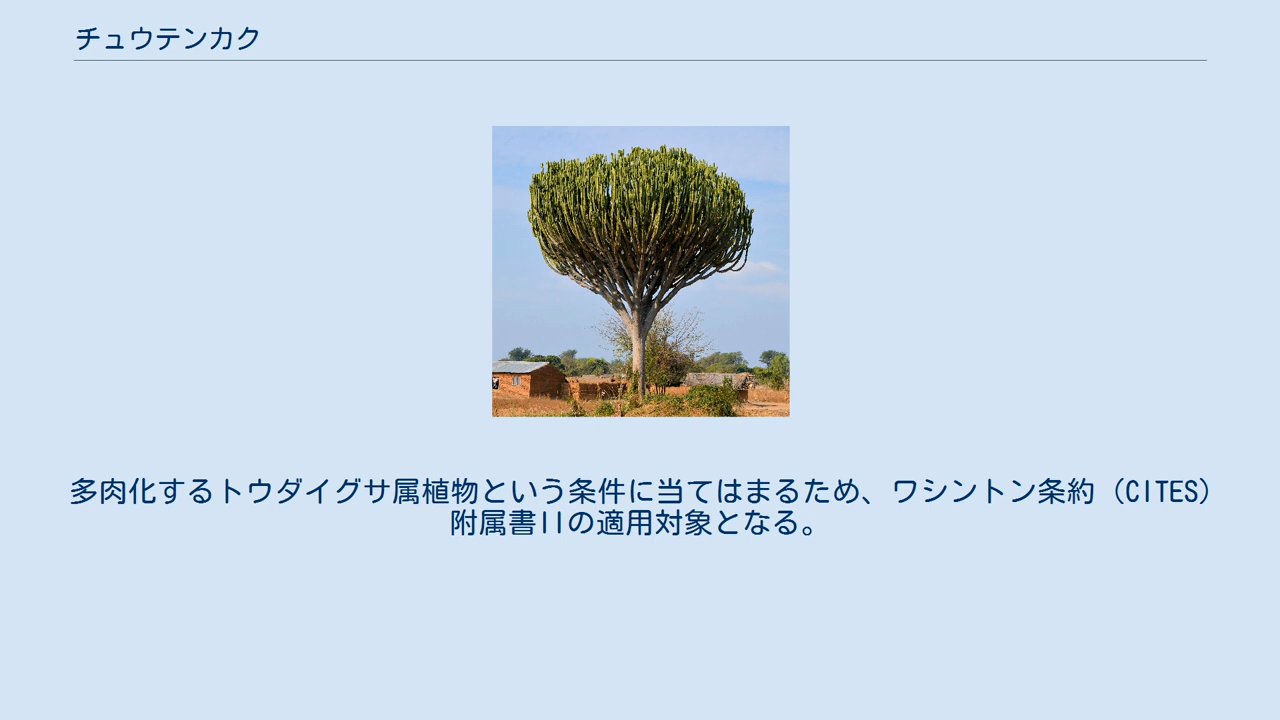 チュウテンカク
多肉化するトウダイグサ属植物という条件に当てはまるため、ワシントン条約（CITES）
附属書IIの適用対象となる。